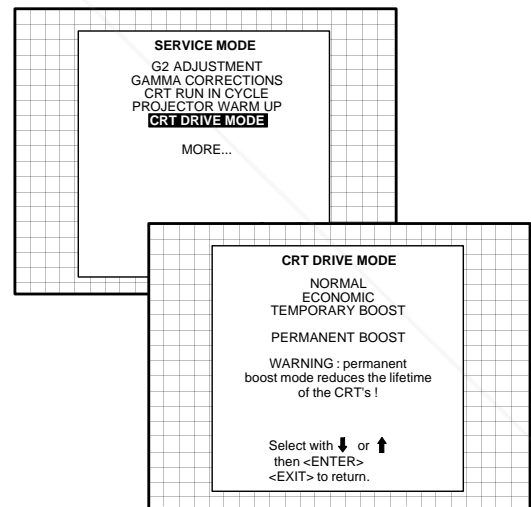 SERVICE MODE
G2 ADJUSTMENT
GAMMA CORRECTIONS
CRT RUN IN CYCLE
PROJECTOR WARM UP
CRT DRIVE MODE
MORE...
CRT DRIVE MODE
NORMAL
ECONOMIC
TEMPORARY BOOST
PERMANENT BOOST
WARNING : permanent
boost mode reduces the lifetime
of the CRT's !
Select with ⬇ or ⬆
then <ENTER>
<EXIT> to return.